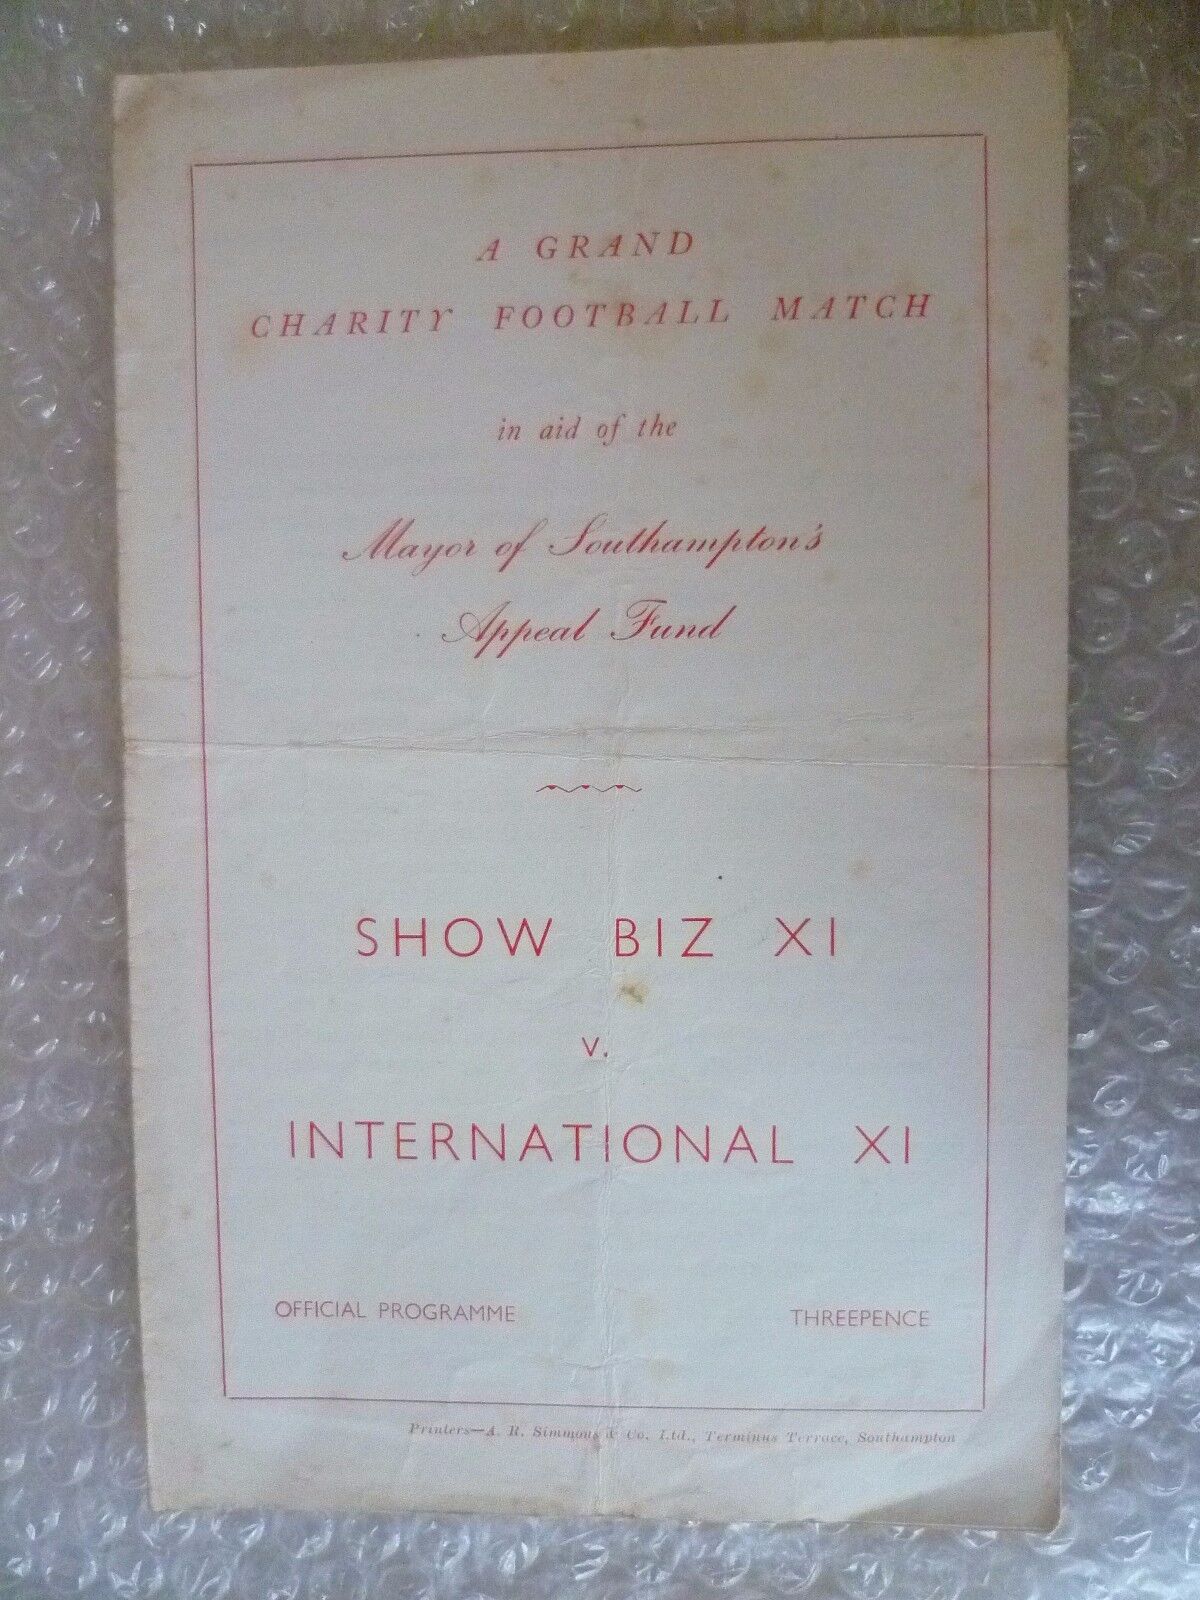 A GRAND
CHARITY FOOTBALL MATCH
in aid of the
Mayor of Southampton's
Appeal Fund
SHOW BIZ XI
v.
INTERNATIONAL XI
OFFICIAL PROGRAMME THREEPENCE
Printers—A. R. Simmons & Co. Ltd., Terminus Terrace, Southampton